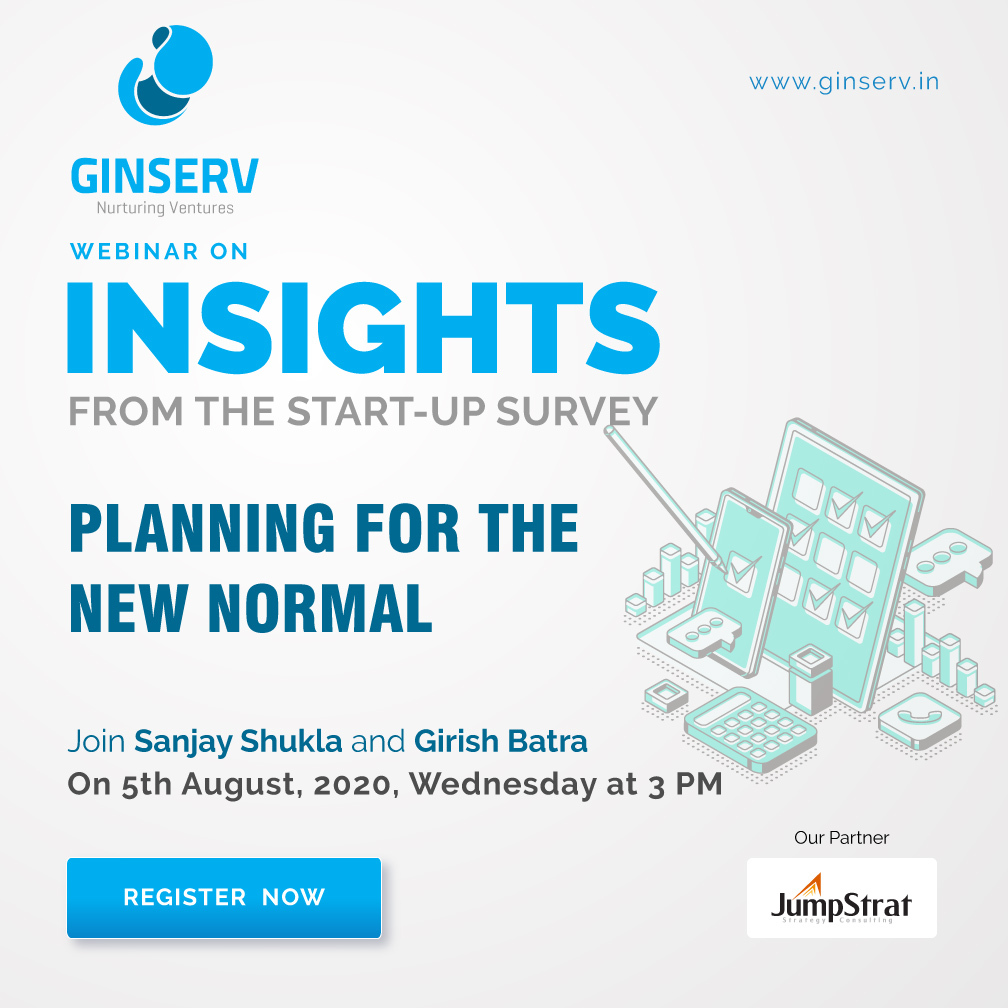 www.ginserv.in
GINSERV
Nurturing Ventures
WEBINAR ON
INSIGHTS
FROM THE START-UP SURVEY
PLANNING FOR THE
NEW NORMAL
Join Sanjay Shukla and Girish Batra
On 5th August, 2020, Wednesday at 3 PM
REGISTER NOW
Our Partner
JumpStrat
Strategy Consulting